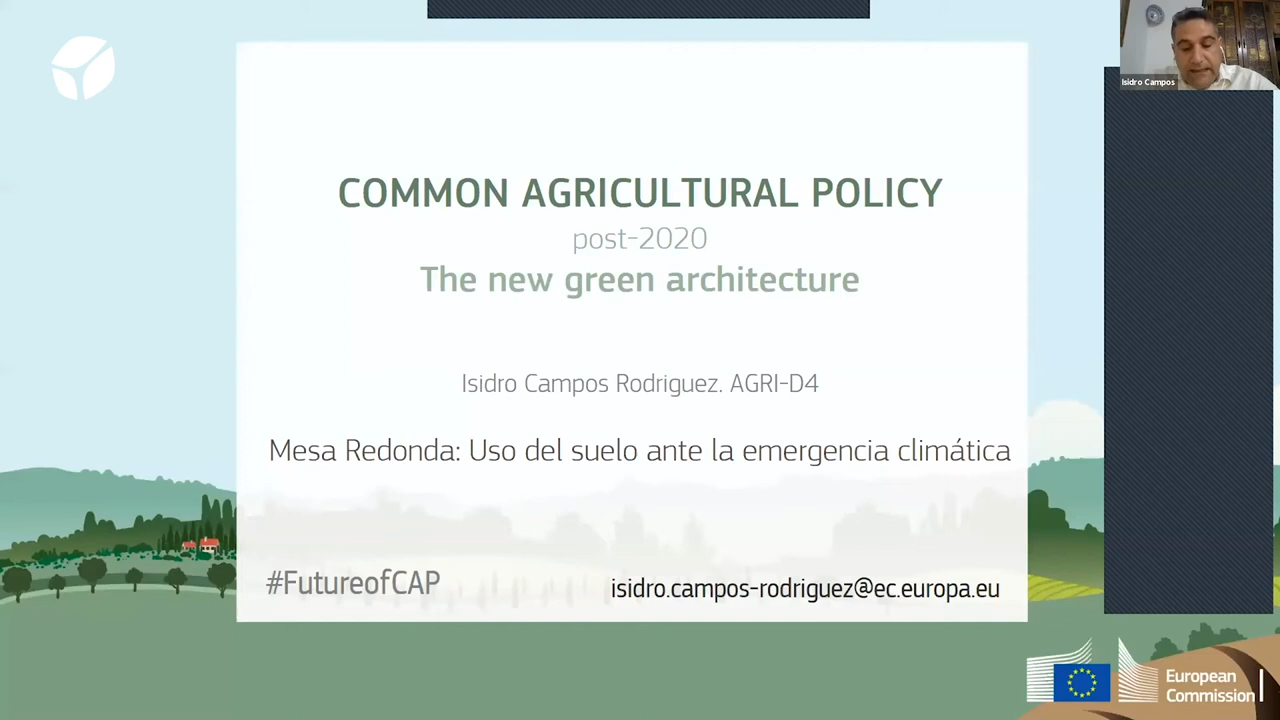 Isidro Campos
COMMON AGRICULTURAL POLICY
post-2020
The new green architecture
Isidro Campos Rodriguez. AGRI-D4
Mesa Redonda: Uso del suelo ante la emergencia climática
#FutureofCAP
isidro.campos-rodriguez@ec.europa.eu
European
Commission